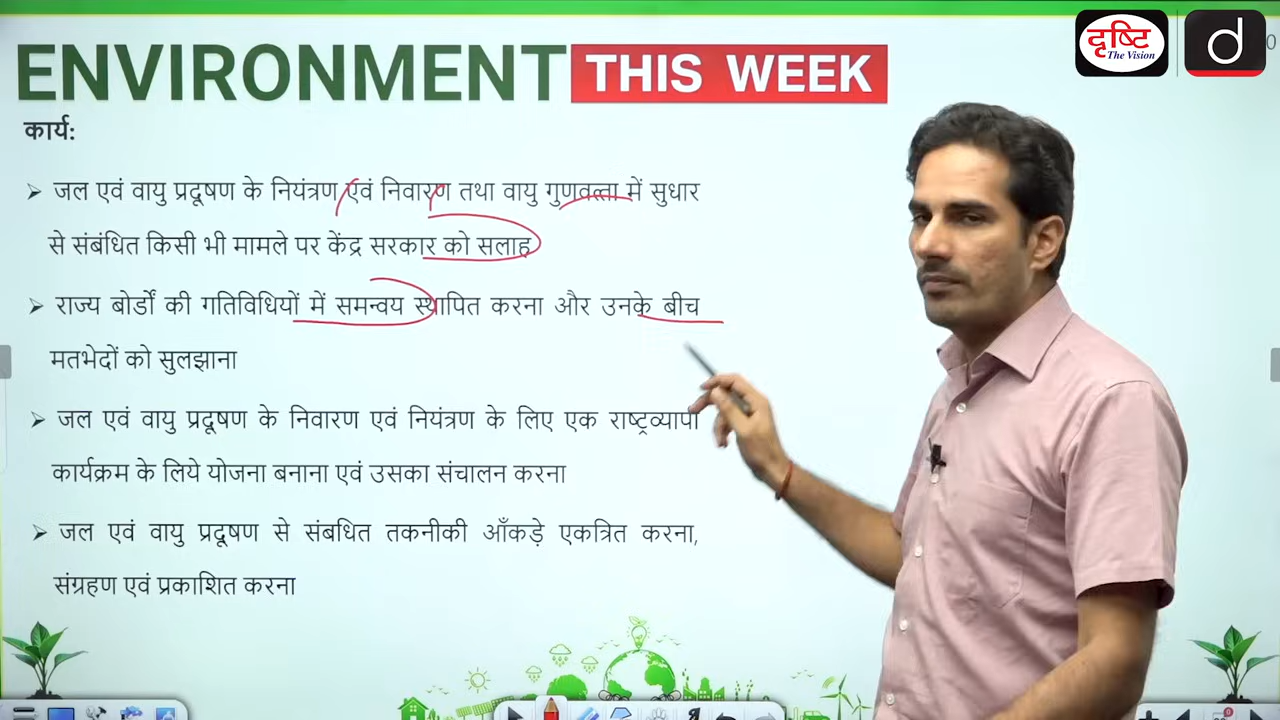 दृष्टि
The Vision
d
ENVIRONMENT THIS WEEK
कार्य:
➢ जल एवं वायु प्रदूषण के नियंत्रण एवं निवारण तथा वायु गुणवत्ता में सुधार
से संबंधित किसी भी मामले पर केंद्र सरकार को सलाह
➢ राज्य बोर्डों की गतिविधियों में समन्वय स्थापित करना और उनके बीच
मतभेदों को सुलझाना
➢ जल एवं वायु प्रदूषण के निवारण एवं नियंत्रण के लिए एक राष्ट्रव्यापी
कार्यक्रम के लिये योजना बनाना एवं उसका संचालन करना
➢ जल एवं वायु प्रदूषण से संबधित तकनीकी आँकड़े एकत्रित करना,
संग्रहण एवं प्रकाशित करना